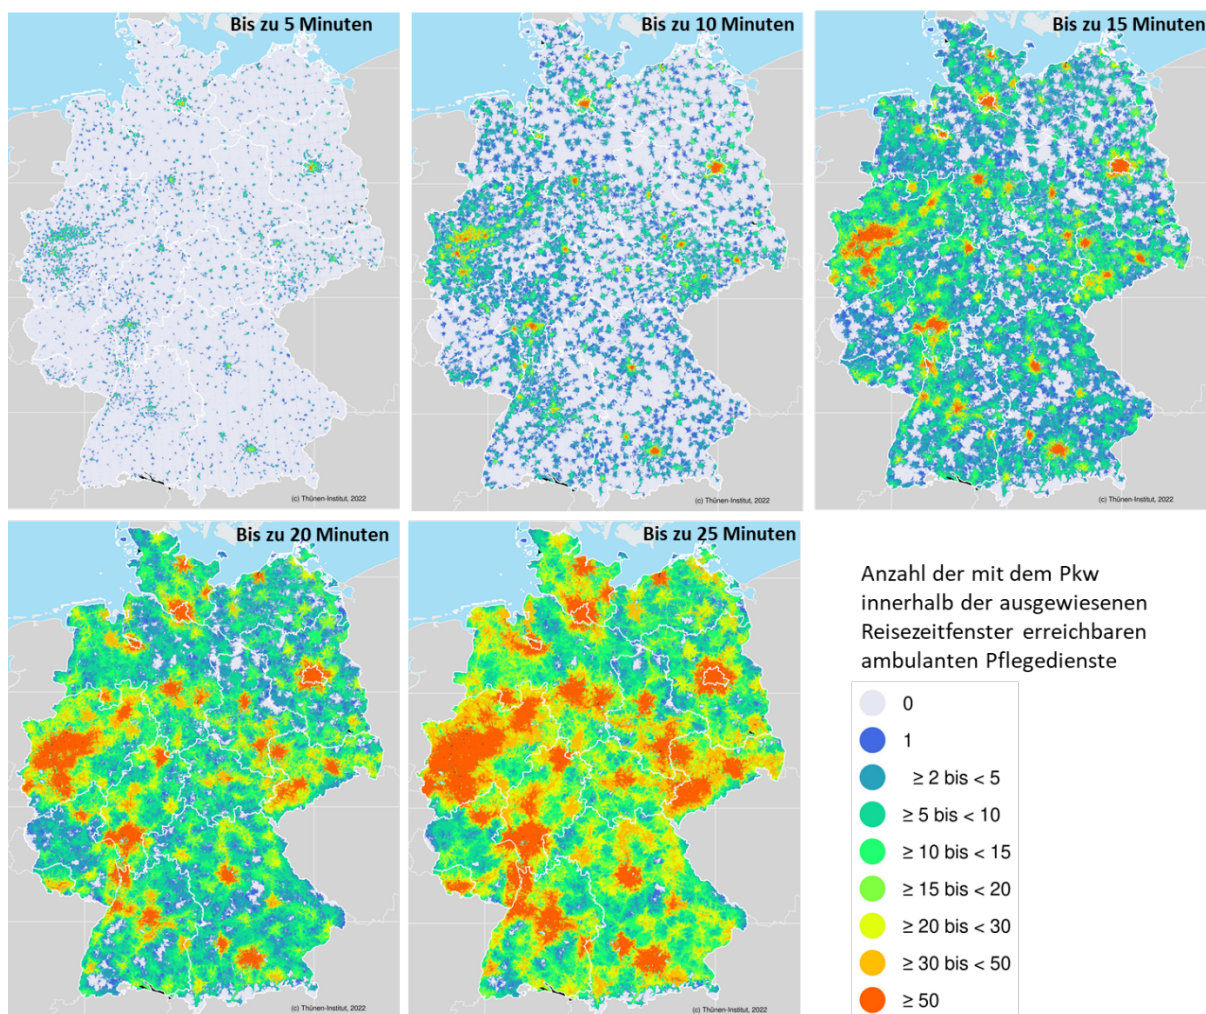 Bis zu 5 Minuten
(c) Thünen-Institut, 2022
Bis zu 10 Minuten
(c) Thünen-Institut, 2022
Bis zu 15 Minuten
(c) Thünen-Institut, 2022
Bis zu 20 Minuten
(c) Thünen-Institut, 2022
Bis zu 25 Minuten
(c) Thünen-Institut, 2022
Anzahl der mit dem Pkw
innerhalb der ausgewiesenen
Reisezeitfenster erreichbaren
ambulanten Pflegedienste
0
1
≥ 2 bis < 5
≥ 5 bis < 10
≥ 10 bis < 15
≥ 15 bis < 20
≥ 20 bis < 30
≥ 30 bis < 50
≥ 50